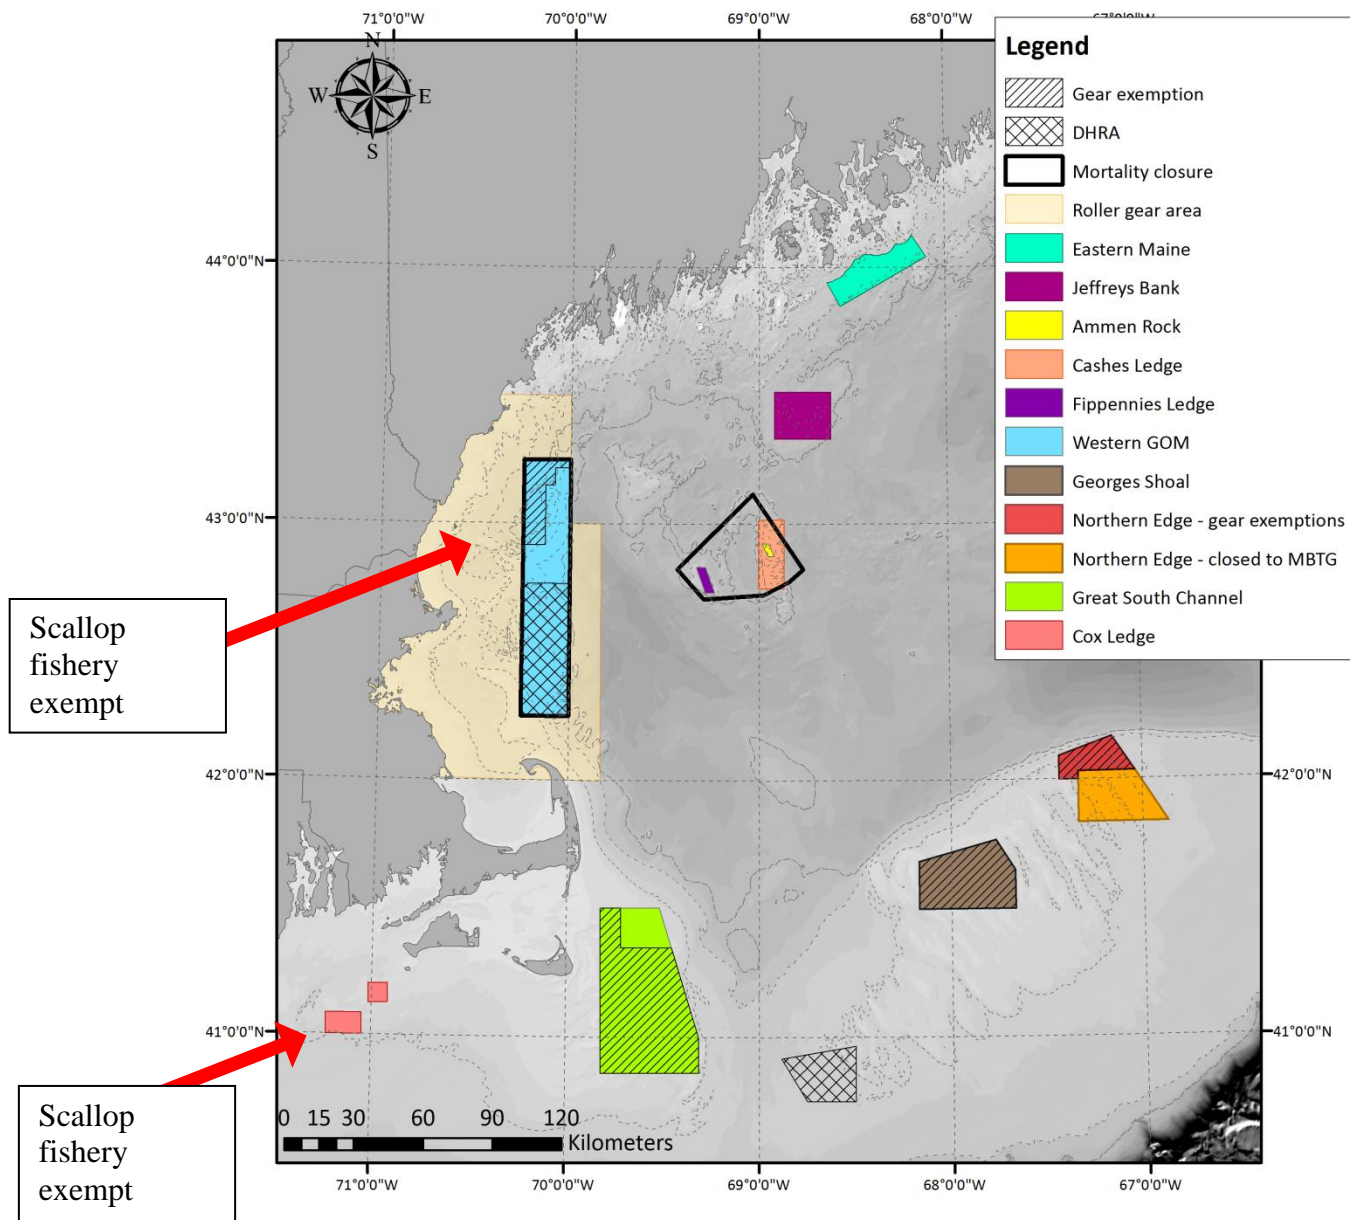 71°0'0"W 70°0'0"W 69°0'0"W 68°0'0"W 67°0'0"W
N
W E
S
Legend
Gear exemption
DHRA
Mortality closure
Roller gear area
Eastern Maine
Jeffreys Bank
Ammen Rock
Cashes Ledge
Fippennies Ledge
Western GOM
Georges Shoal
Northern Edge - gear exemptions
Northern Edge - closed to MBTG
Great South Channel
Cox Ledge
44°0'0"N
43°0'0"N
Scallop
fishery
exempt
42°0'0"N 42°0'0"N
41°0'0"N 41°0'0"N
Scallop
fishery
exempt
0 15 30 60 90 120
Kilometers
71°0'0"W 70°0'0"W 69°0'0"W 68°0'0"W 67°0'0"W